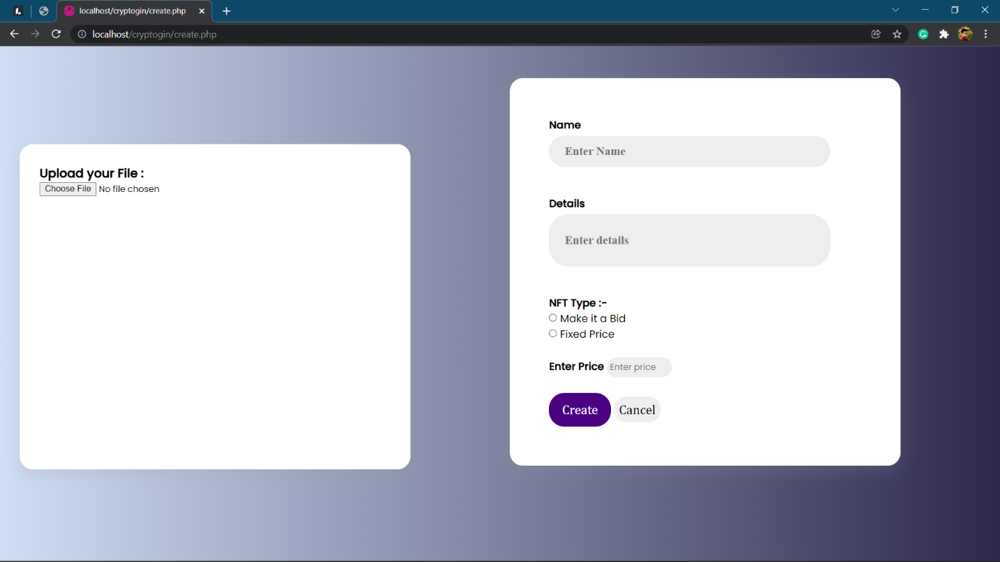 localhost/cryptogin/create.php
localhost/cryptogin/create.php
Upload your File :
Choose File No file chosen
Name
Enter Name
Details
Enter details
NFT Type :-
Make it a Bid
Fixed Price
Enter Price Enter price
Create Cancel